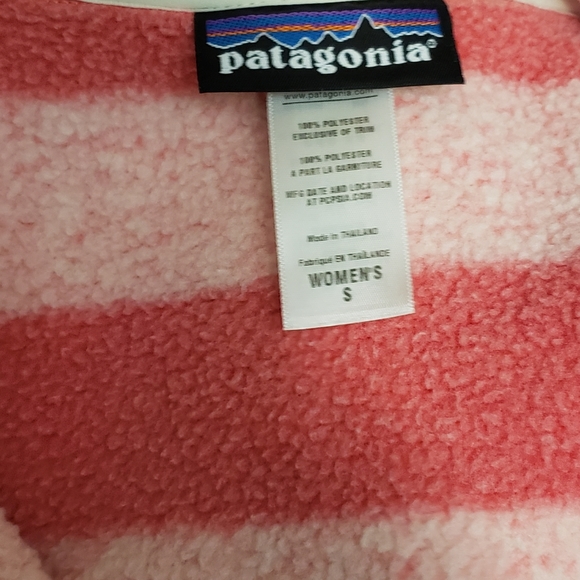 patagonia®
www.patagonia.com
100% POLYESTER
EXCLUSIVE OF TRIM
100% POLYESTER
A PART LA GARNITURE
MFG DATE AND LOCATION
AT PCPSIA.COM
Made in THAILAND
Fabriqué EN THAÏLANDE
WOMEN'S
S